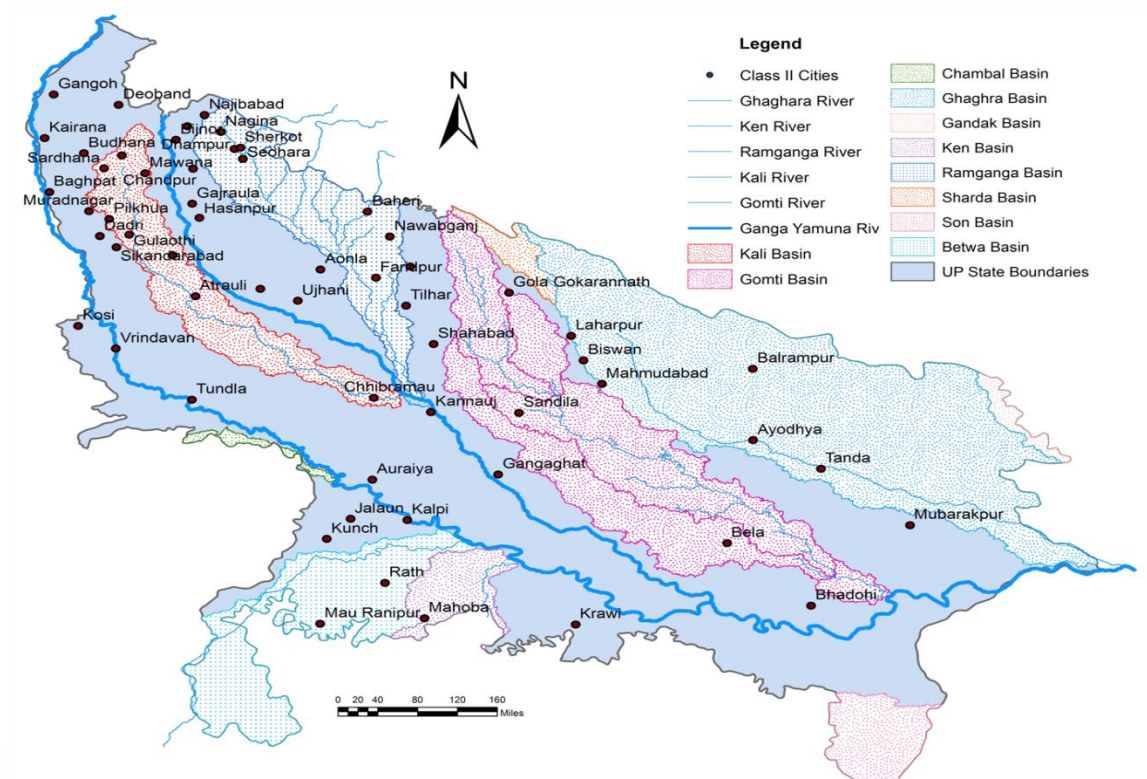 Legend
Class II Cities
Ghaghara River
Ken River
Ramganga River
Kali River
Gomti River
Ganga Yamuna Riv
Kali Basin
Gomti Basin
Chambal Basin
Ghaghra Basin
Gandak Basin
Ken Basin
Ramganga Basin
Sharda Basin
Son Basin
Betwa Basin
UP State Boundaries
N
Gangoh
Deoband
Najibabad
Nagina
Bijnor
Sherkot
Kairana
Budhana
Dhampur
Seohara
Sardhana
Mawana
Baghpat
Chandpur
Gajraula
Muradnagar
Pilkhua
Hasanpur
Baheri
Dadri
Gulaothi
Nawabganj
Sikandarabad
Aonla
Faridpur
Atrauli
Ujhani
Tilhar
Gola Gokarannath
Kosi
Vrindavan
Shahabad
Laharpur
Biswan
Balrampur
Mahmudabad
Tundla
Chhibramau
Kannauj
Sandila
Ayodhya
Tanda
Auraiya
Gangaghat
Jalaun
Kalpi
Mubarakpur
Kunch
Bela
Rath
Bhadohi
Mau Ranipur
Mahoba
Krawi
0 20 40 80 120 160
Miles